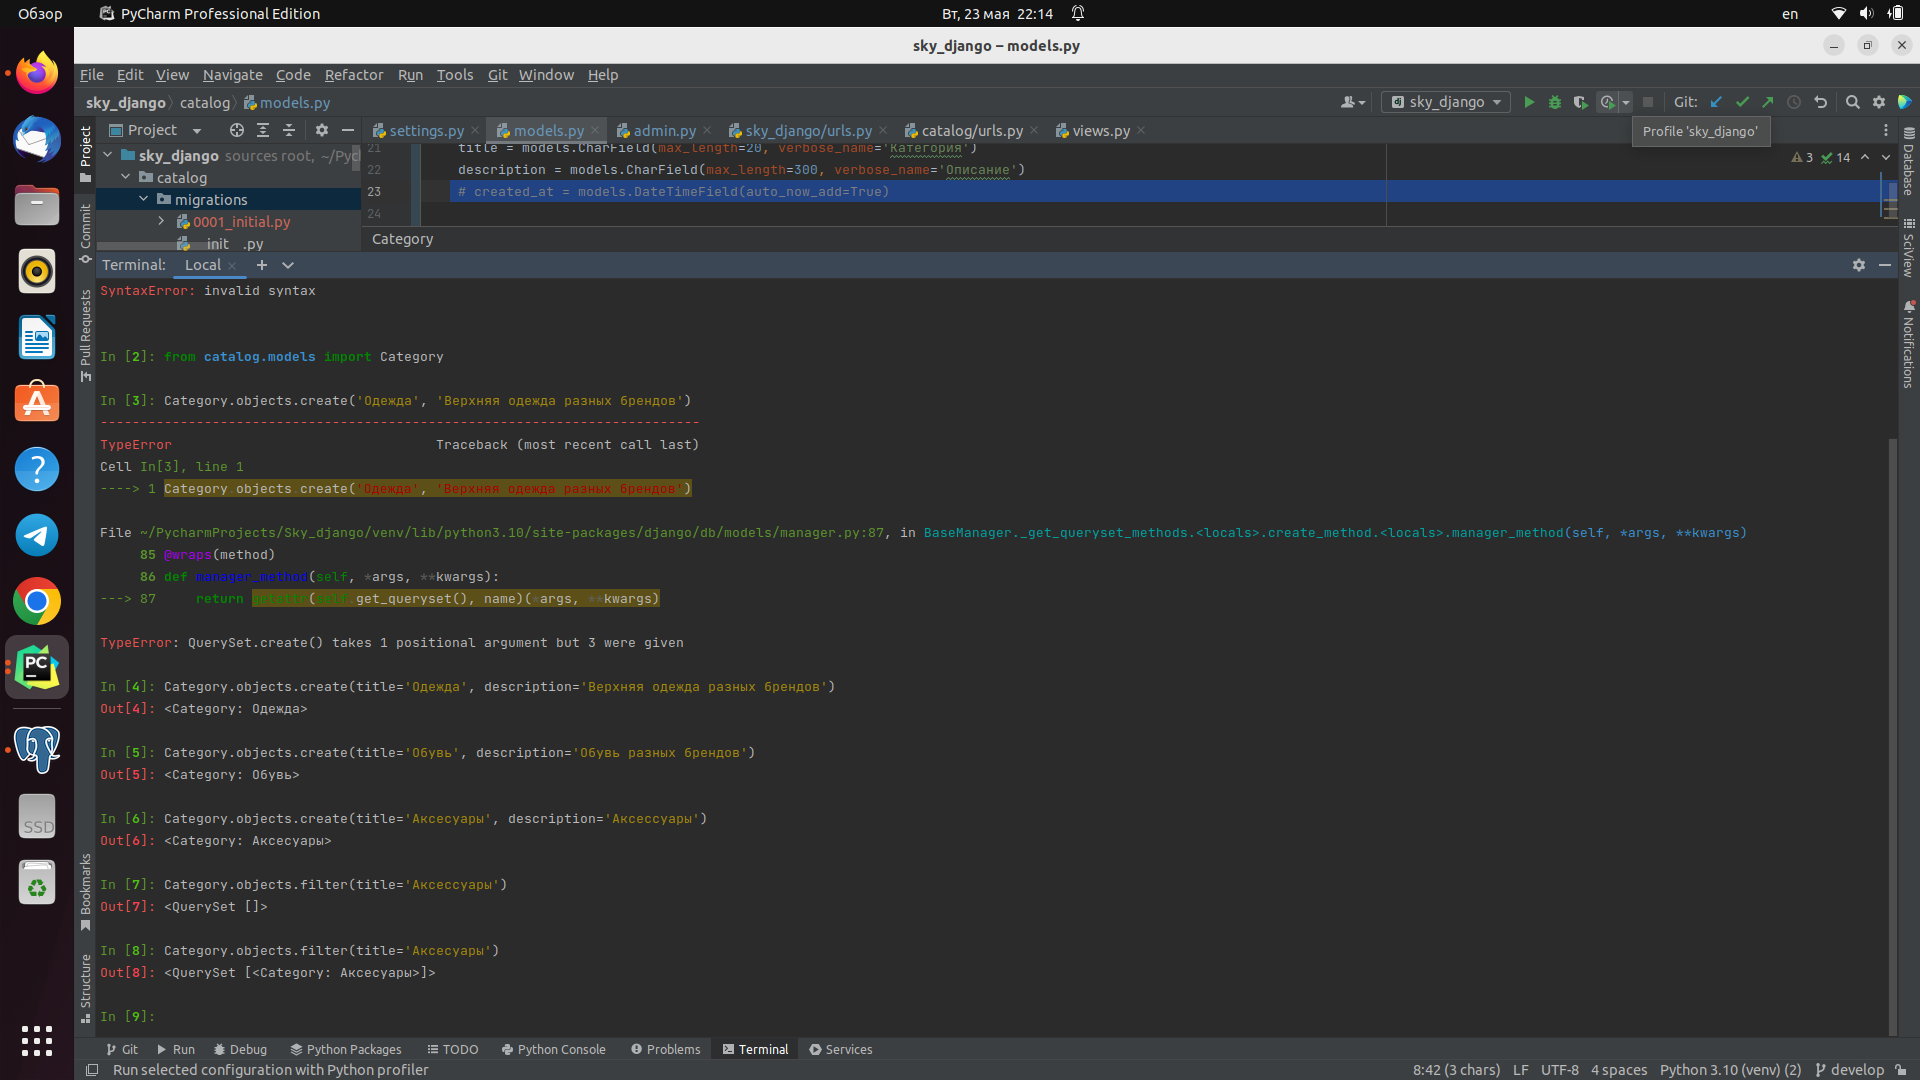 Обзор
PyCharm Professional Edition
Вт, 23 мая 22:14
en
sky_django – models.py
File Edit View Navigate Code Refactor Run Tools Git Window Help
sky_django catalog models.py
sky_django
Git:
Profile 'sky_django'
Project
settings.py models.py admin.py sky_django/urls.py catalog/urls.py views.py
sky_django sources root, ~/Pycl
catalog
migrations
0001_initial.py
init .py
21 title = models.CharField(max_length=20, verbose_name='Категория')
22 description = models.CharField(max_length=300, verbose_name='Описание')
23 # created_at = models.DateTimeField(auto_now_add=True)
24
3 14
Category
Project
Commit
Pull Requests
Bookmarks
Structure
Database
SciView
Notifications
Terminal: Local
SyntaxError: invalid syntax
In [2]: from catalog.models import Category
In [3]: Category.objects.create('Одежда', 'Верхняя одежда разных брендов')
---------------------------------------------------------------------------
TypeError Traceback (most recent call last)
Cell In[3], line 1
----> 1 Category.objects.create('Одежда', 'Верхняя одежда разных брендов')
File ~/PycharmProjects/Sky_django/venv/lib/python3.10/site-packages/django/db/models/manager.py:87, in BaseManager._get_queryset_methods.<locals>.create_method.<locals>.manager_method(self, *args, **kwargs)
85 @wraps(method)
86 def manager_method(self, *args, **kwargs):
---> 87 return getattr(self.get_queryset(), name)(*args, **kwargs)
TypeError: QuerySet.create() takes 1 positional argument but 3 were given
In [4]: Category.objects.create(title='Одежда', description='Верхняя одежда разных брендов')
Out[4]: <Category: Одежда>
In [5]: Category.objects.create(title='Обувь', description='Обувь разных брендов')
Out[5]: <Category: Обувь>
In [6]: Category.objects.create(title='Аксесуары', description='Аксессуары')
Out[6]: <Category: Аксесуары>
In [7]: Category.objects.filter(title='Аксессуары')
Out[7]: <QuerySet []>
In [8]: Category.objects.filter(title='Аксесуары')
Out[8]: <QuerySet [<Category: Аксесуары>]>
In [9]:
PC
SSD
Git Run Debug Python Packages TODO Python Console Problems Terminal Services
Run selected configuration with Python profiler
8:42 (3 chars) LF UTF-8 4 spaces Python 3.10 (venv) (2) develop